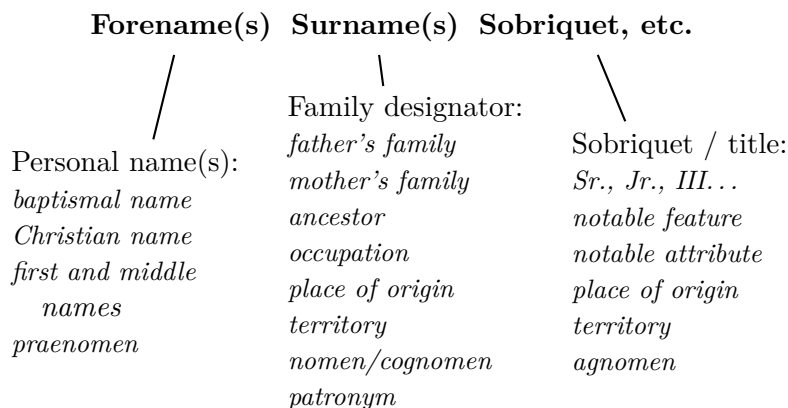 Forename(s) Surname(s) Sobriquet, etc.
Personal name(s):
baptismal name
Christian name
first and middle
names
praenomen
Family designator:
father's family
mother's family
ancestor
occupation
place of origin
territory
nomen/cognomen
patronym
Sobriquet / title:
Sr., Jr., III...
notable feature
notable attribute
place of origin
territory
agnomen